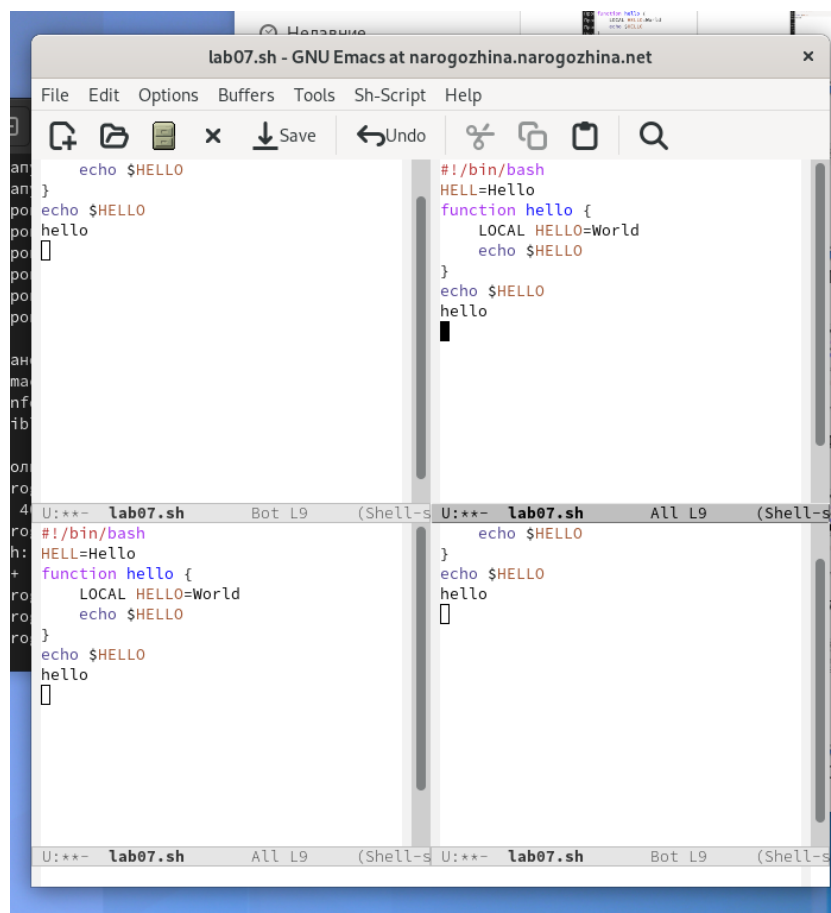 Недавние
lab07.sh - GNU Emacs at narogozhina.narogozhina.net
File Edit Options Buffers Tools Sh-Script Help
Save Undo
echo $HELLO
}
echo $HELLO
hello
U:**- lab07.sh Bot L9 (Shell-s
#!/bin/bash
HELL=Hello
function hello {
LOCAL HELLO=World
echo $HELLO
}
echo $HELLO
hello
U:**- lab07.sh All L9 (Shell-s
#!/bin/bash
HELL=Hello
function hello {
LOCAL HELLO=World
echo $HELLO
}
echo $HELLO
hello
U:**- lab07.sh All L9 (Shell-s
echo $HELLO
}
echo $HELLO
hello
U:**- lab07.sh Bot L9 (Shell-s